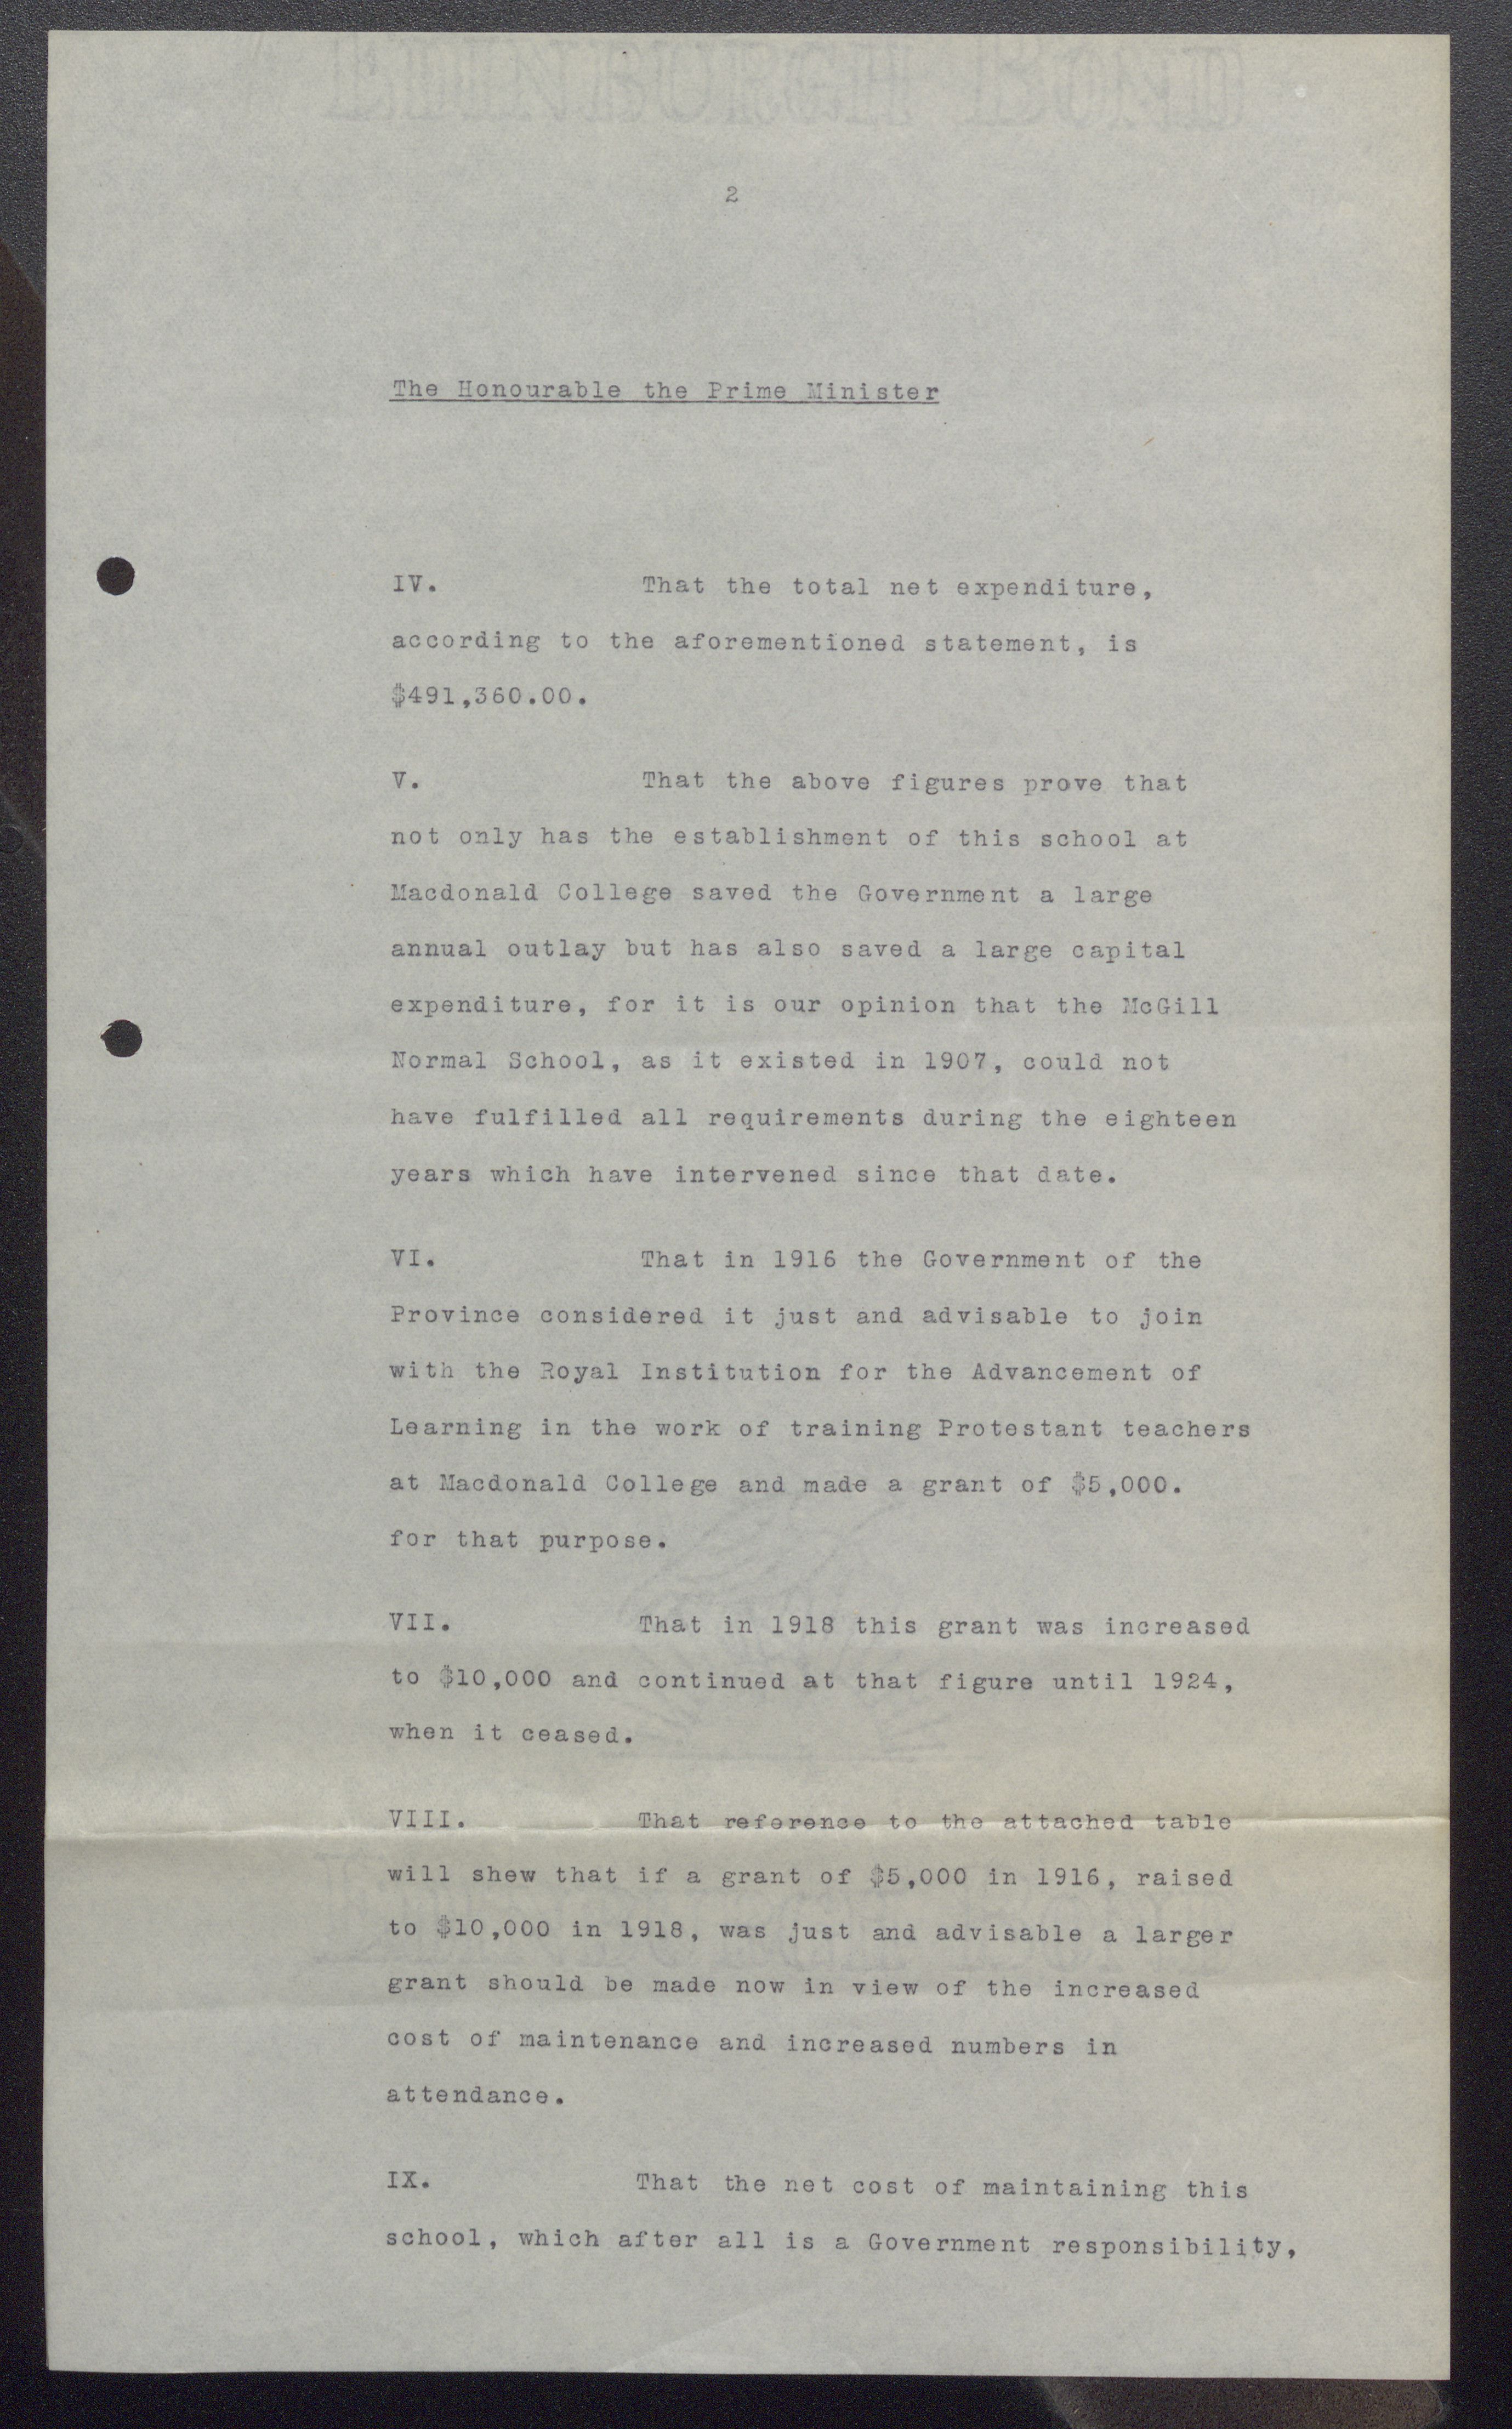 2
The Honourable the Prime Minister
IV. That the total net expenditure,
according to the aforementioned statement, is
$491,360.00.
V. That the above figures prove that
not only has the establishment of this school at
Macdonald College saved the Government a large
annual outlay but has also saved a large capital
expenditure, for it is our opinion that the McGill
Normal School, as it existed in 1907, could not
have fulfilled all requirements during the eighteen
years which have intervened since that date.
VI. That in 1916 the Government of the
Province considered it just and advisable to join
with the Royal Institution for the Advancement of
Learning in the work of training Protestant teachers
at Macdonald College and made a grant of $5,000.
for that purpose.
VII. That in 1918 this grant was increased
to $10,000 and continued at that figure until 1924,
when it ceased.
VIII. That reference to the attached table
will shew that if a grant of $5,000 in 1916, raised
to $10,000 in 1918, was just and advisable a larger
grant should be made now in view of the increased
cost of maintenance and increased numbers in
attendance.
IX. That the net cost of maintaining this
school, which after all is a Government responsibility,